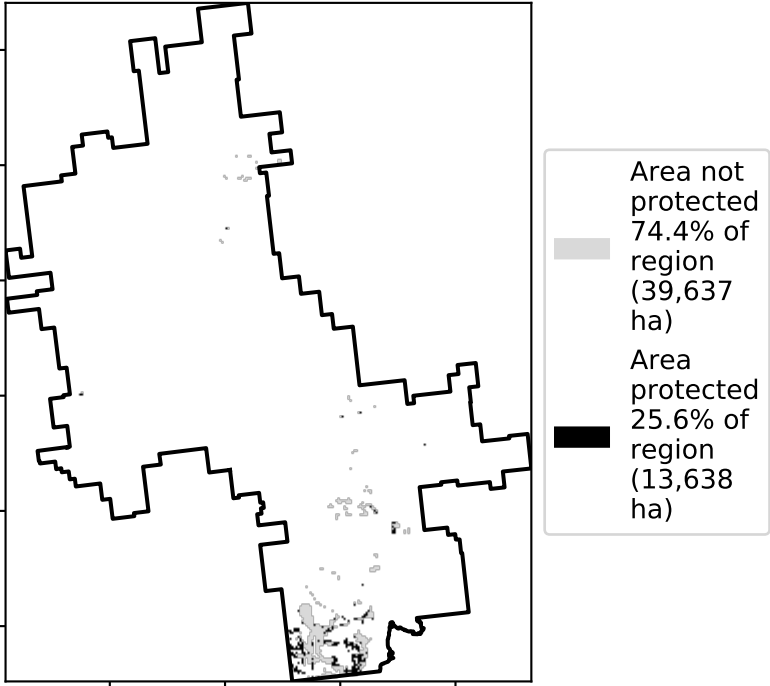 Area not
protected
74.4% of
region
(39,637
ha)
Area
protected
25.6% of
region
(13,638
ha)